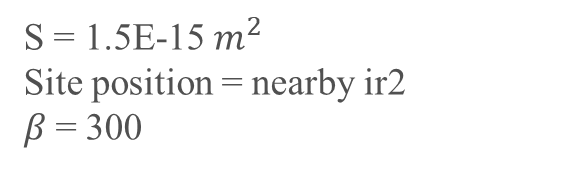 S = 1.5E-15 m²
Site position = nearby ir2
β = 300